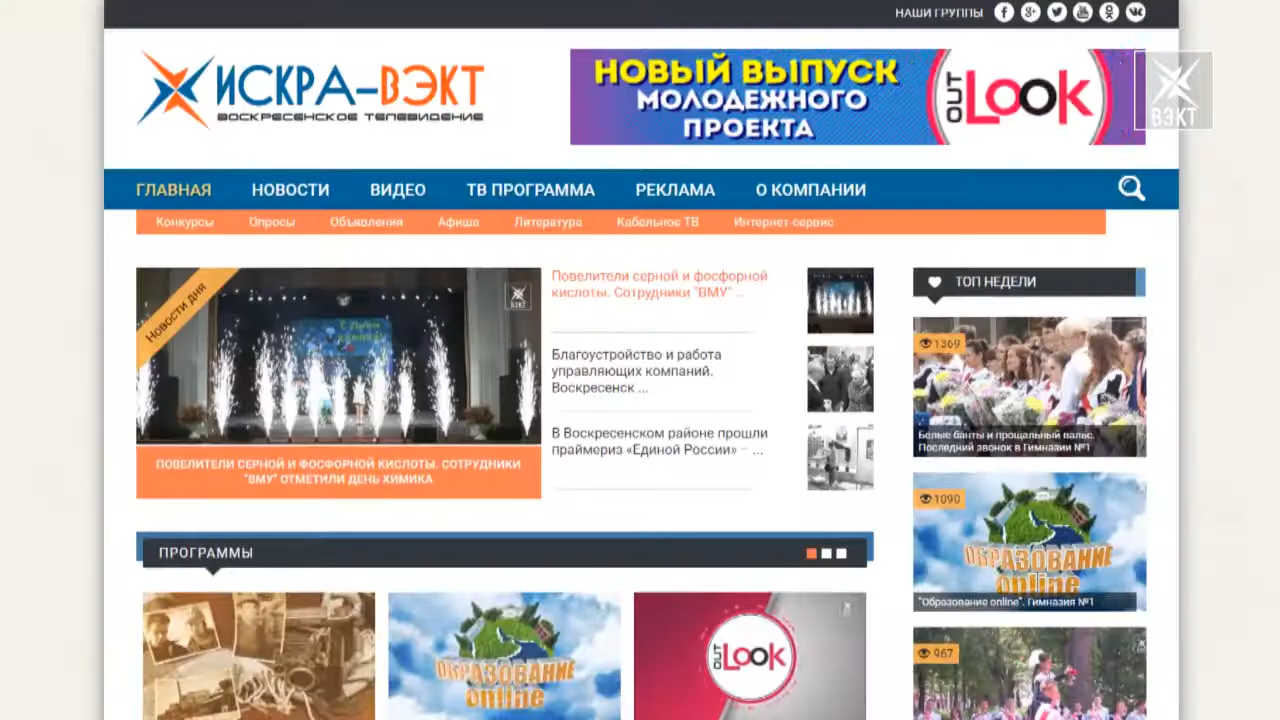 НАШИ ГРУППЫ
ИСКРА-ВЭКТ
ВОСКРЕСЕНСКОЕ ТЕЛЕВИДЕНИЕ
НОВЫЙ ВЫПУСК
МОЛОДЕЖНОГО
ПРОЕКТА
OUT LOOK
ВЭКТ
ГЛАВНАЯ НОВОСТИ ВИДЕО ТВ ПРОГРАММА РЕКЛАМА О КОМПАНИИ
Конкурсы Опросы Объявления Афиша Литература Кабельное ТВ Интернет-сервис
Новости дня
ВЭКТ
ПОВЕЛИТЕЛИ СЕРНОЙ И ФОСФОРНОЙ КИСЛОТЫ. СОТРУДНИКИ
"ВМУ" ОТМЕТИЛИ ДЕНЬ ХИМИКА
Повелители серной и фосфорной
кислоты. Сотрудники "ВМУ" ...
Благоустройство и работа
управляющих компаний.
Воскресенск ...
В Воскресенском районе прошли
праймериз «Единой России» – ...
ТОП НЕДЕЛИ
1369
Белые банты и прощальный вальс.
Последний звонок в Гимназии №1
1090
ОБРАЗОВАНИЕ
online
"Образование online". Гимназия №1
967
ПРОГРАММЫ
ОБРАЗОВАНИЕ
online
OUT LOOK